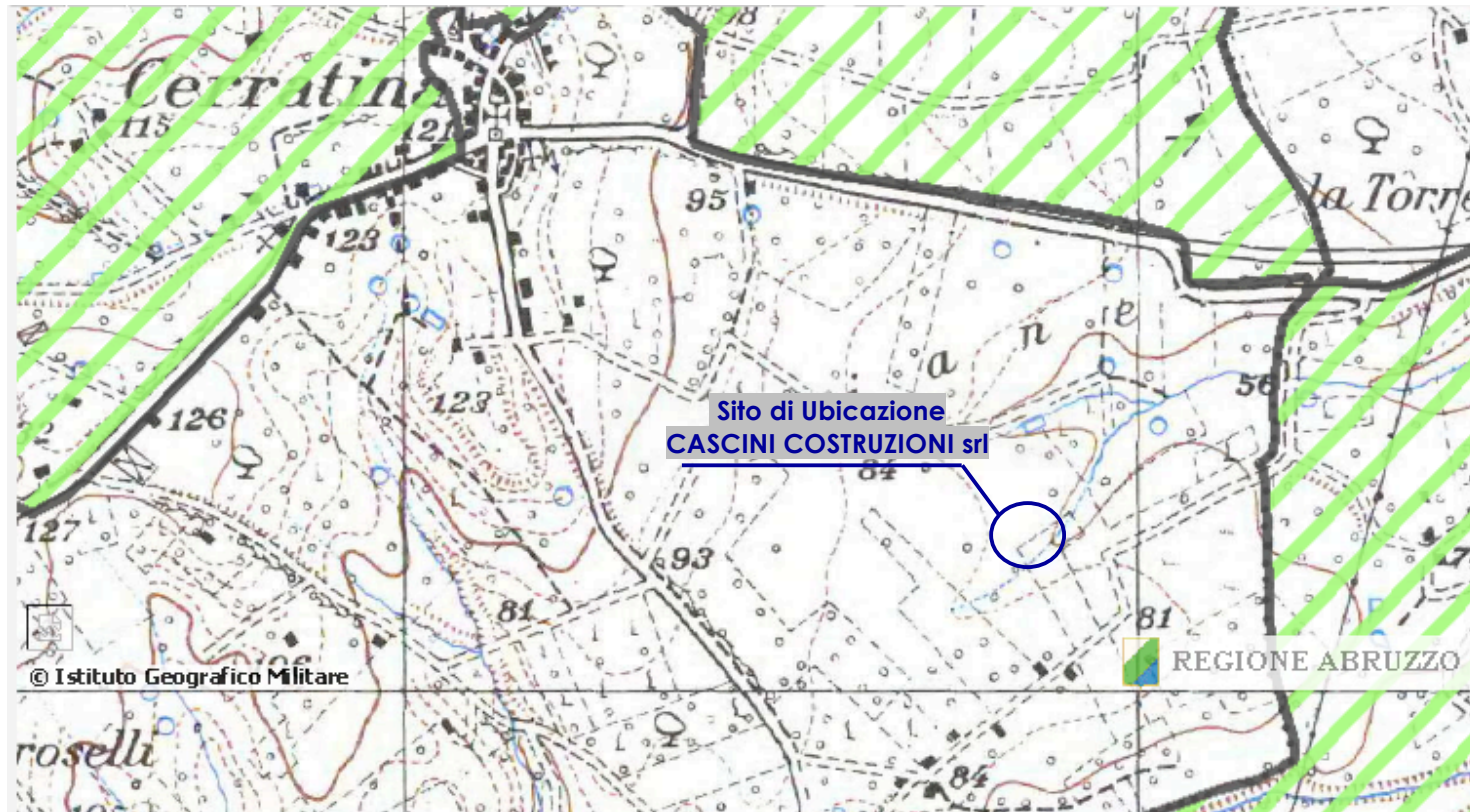 Cerratina
115
121
95
la Torre
123
a n e
56
123
126
Sito di Ubicazione
CASCINI COSTRUZIONI srl
84
127
93
81
81
REGIONE ABRUZZO
© Istituto Geografico Militare
roselli
84